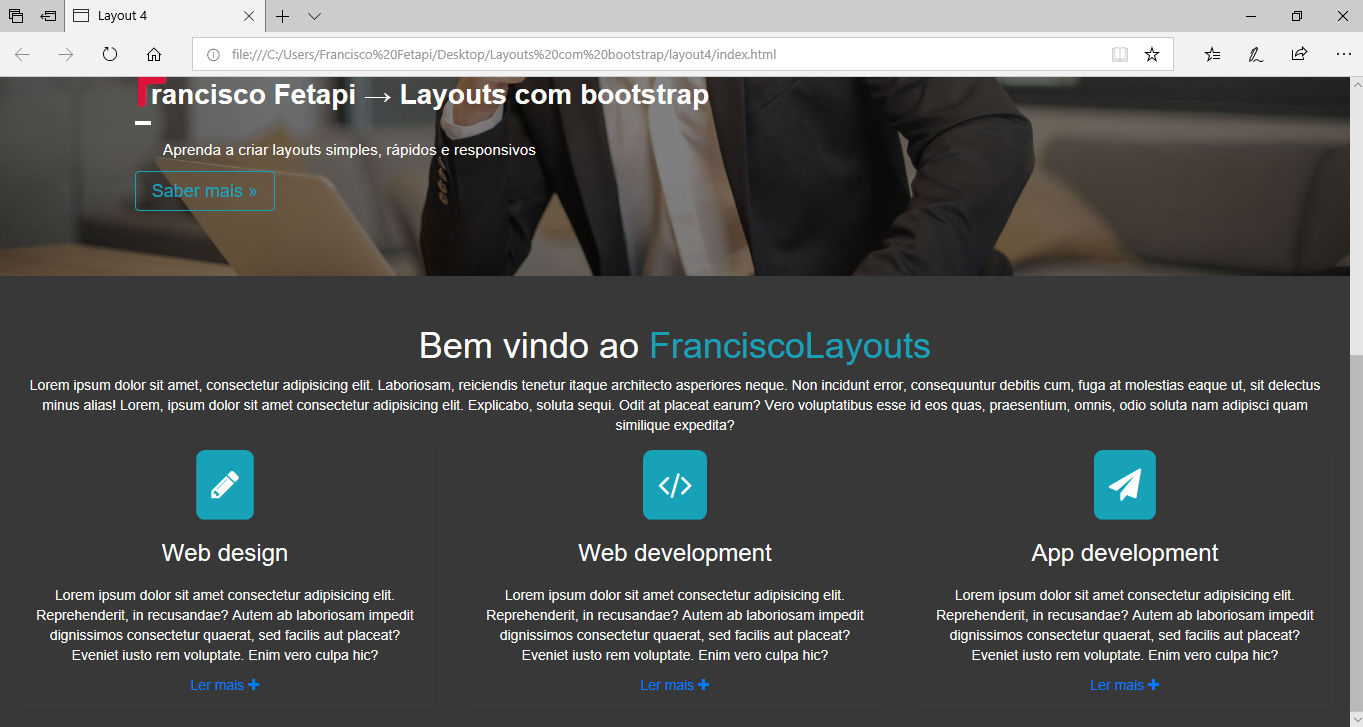 Layout 4
file:///C:/Users/Francisco%20Fetapi/Desktop/Layouts%20com%20bootstrap/layout4/index.html
Francisco Fetapi → Layouts com bootstrap
Aprenda a criar layouts simples, rápidos e responsivos
Saber mais »
Bem vindo ao FranciscoLayouts
Lorem ipsum dolor sit amet, consectetur adipisicing elit. Laboriosam, reiciendis tenetur itaque architecto asperiores neque. Non incidunt error, consequuntur debitis cum, fuga at molestias eaque ut, sit delectus
minus alias! Lorem, ipsum dolor sit amet consectetur adipisicing elit. Explicabo, soluta sequi. Odit at placeat earum? Vero voluptatibus esse id eos quas, praesentium, omnis, odio soluta nam adipisci quam
similique expedita?
Web design
Lorem ipsum dolor sit amet consectetur adipisicing elit.
Reprehenderit, in recusandae? Autem ab laboriosam impedit
dignissimos consectetur quaerat, sed facilis aut placeat?
Eveniet iusto rem voluptate. Enim vero culpa hic?
Ler mais +
Web development
Lorem ipsum dolor sit amet consectetur adipisicing elit.
Reprehenderit, in recusandae? Autem ab laboriosam impedit
dignissimos consectetur quaerat, sed facilis aut placeat?
Eveniet iusto rem voluptate. Enim vero culpa hic?
Ler mais +
App development
Lorem ipsum dolor sit amet consectetur adipisicing elit.
Reprehenderit, in recusandae? Autem ab laboriosam impedit
dignissimos consectetur quaerat, sed facilis aut placeat?
Eveniet iusto rem voluptate. Enim vero culpa hic?
Ler mais +